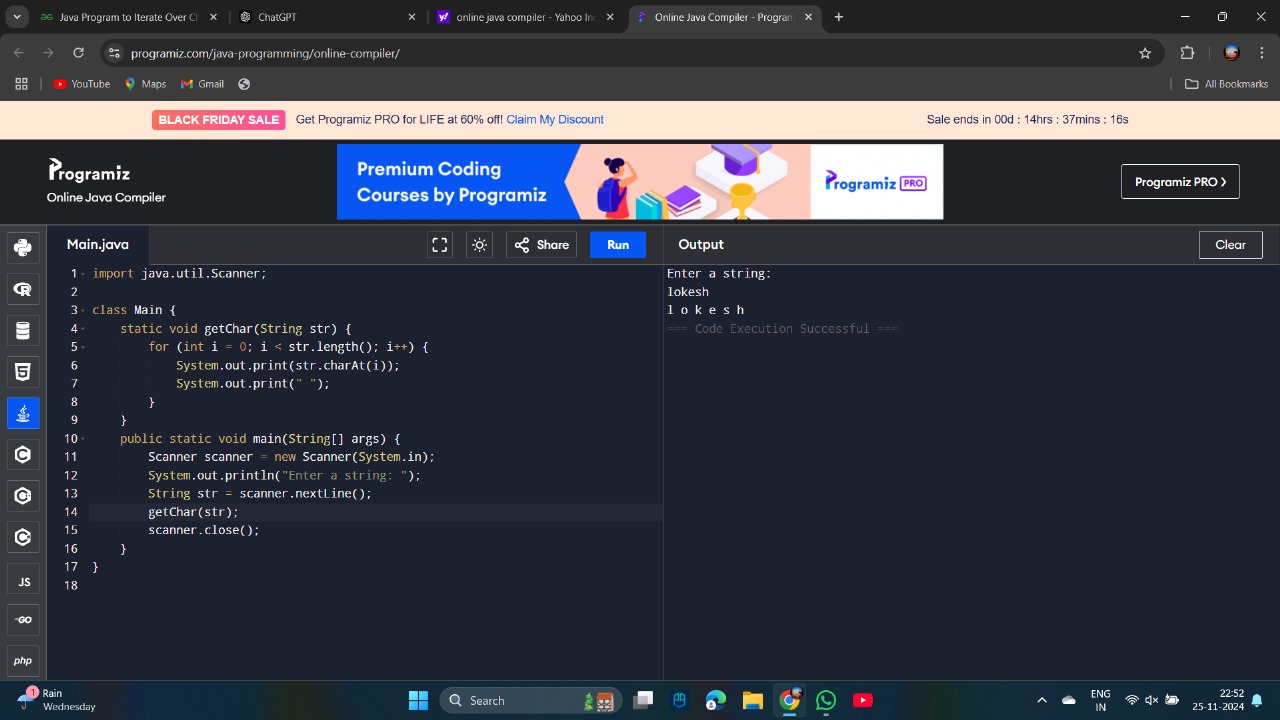 Java Program to Iterate Over Cl
ChatGPT
online java compiler - Yahoo In
Online Java Compiler - Program
programiz.com/java-programming/online-compiler/
YouTube
Maps
Gmail
All Bookmarks
BLACK FRIDAY SALE Get Programiz PRO for LIFE at 60% off! Claim My Discount
Sale ends in 00d : 14hrs : 37mins : 16s
Programiz
Online Java Compiler
Premium Coding
Courses by Programiz
Programiz PRO
Programiz PRO >
Main.java
Share
Run
Output
Clear
1 import java.util.Scanner;
2
3 class Main {
4 static void getChar(String str) {
5 for (int i = 0; i < str.length(); i++) {
6 System.out.print(str.charAt(i));
7 System.out.print(" ");
8 }
9 }
10 public static void main(String[] args) {
11 Scanner scanner = new Scanner(System.in);
12 System.out.println("Enter a string: ");
13 String str = scanner.nextLine();
14 getChar(str);
15 scanner.close();
16 }
17 }
18
Enter a string:
lokesh
l o k e s h
=== Code Execution Successful ===
JS
GO
php
1
Rain
Wednesday
Search
ENG
IN
22:52
25-11-2024